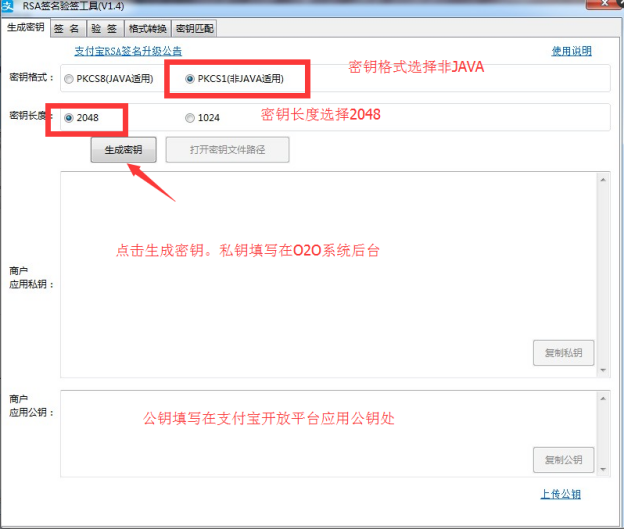 支 RSA签名验签工具(V1.4)
生成密钥 签 名 验 签 格式转换 密钥匹配
支付宝RSA签名升级公告 使用说明
密钥格式选择非JAVA
密钥格式： PKCS8(JAVA适用) PKCS1(非JAVA适用)
密钥长度： 2048 1024 密钥长度选择2048
生成密钥 打开密钥文件路径
点击生成密钥。私钥填写在O2O系统后台
商户
应用私钥：
复制私钥
商户
应用公钥：
公钥填写在支付宝开放平台应用公钥处
复制公钥
上传公钥